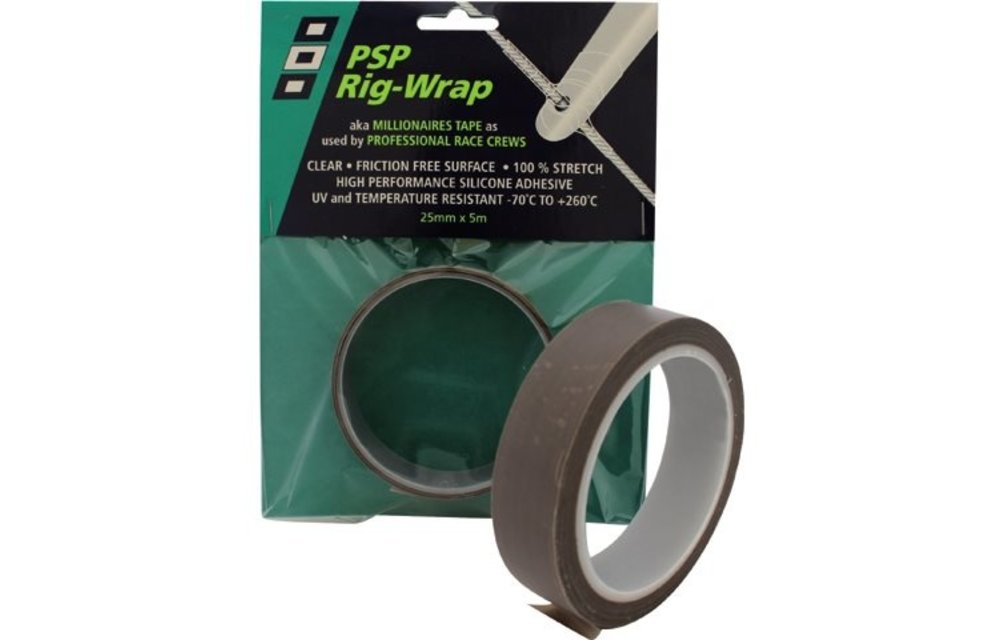 PSP
Rig-Wrap
aka MILLIONAIRES TAPE as
used by PROFESSIONAL RACE CREWS
CLEAR • FRICTION FREE SURFACE • 100 % STRETCH
HIGH PERFORMANCE SILICONE ADHESIVE
UV and TEMPERATURE RESISTANT -70°C TO +260°C
25mm x 5m